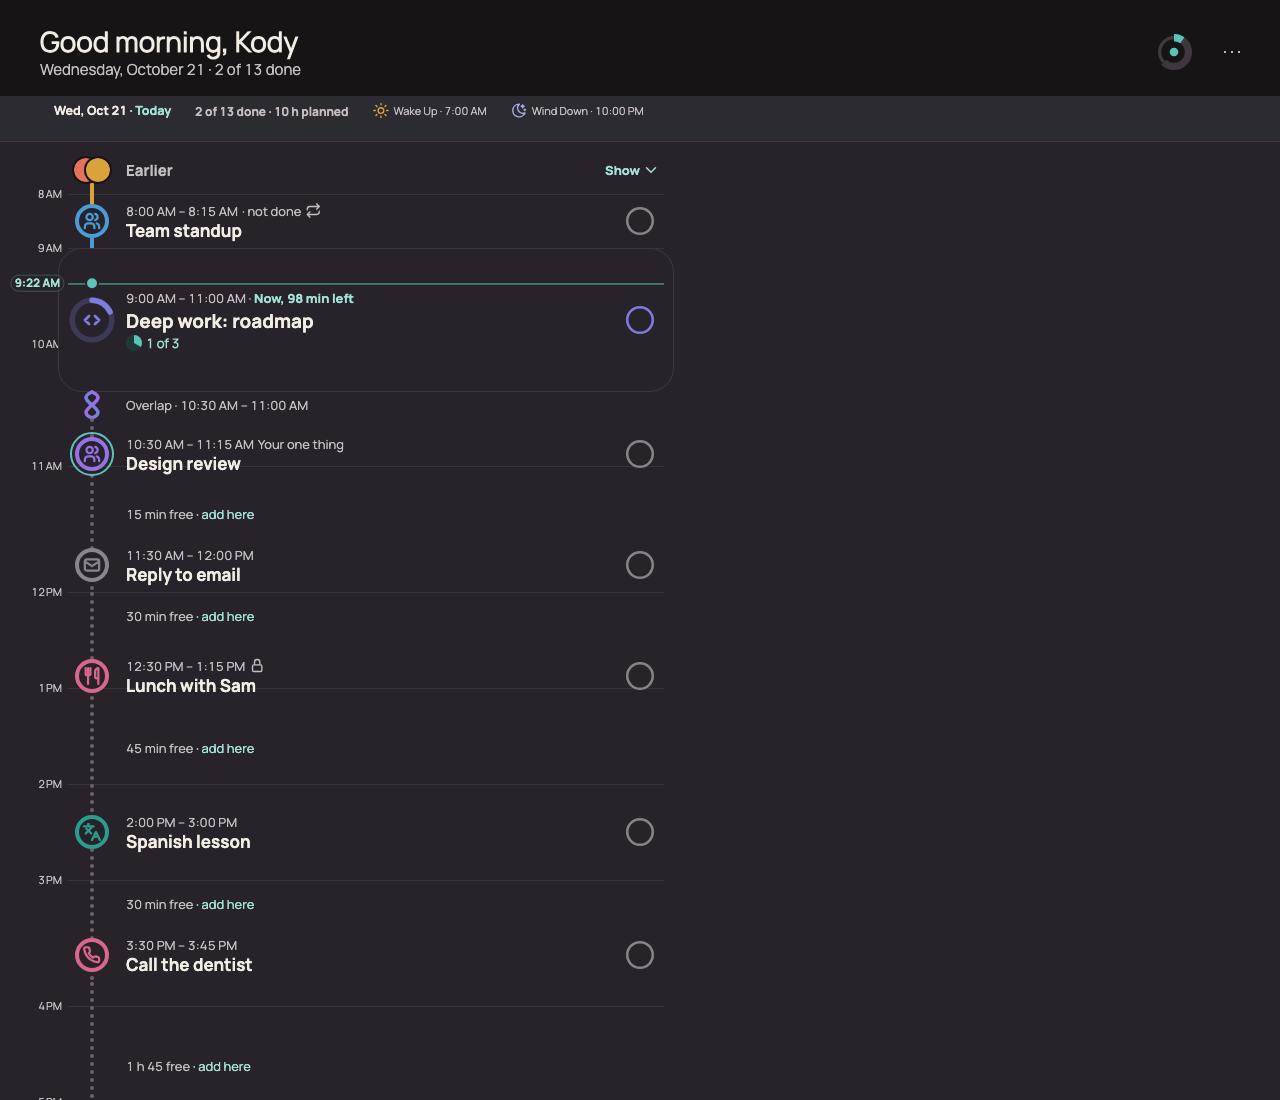 Good morning, Kody
Wednesday, October 21 · 2 of 13 done
Wed, Oct 21 · Today
2 of 13 done · 10 h planned
Wake Up · 7:00 AM
Wind Down · 10:00 PM
Earlier
Show
8AM
8:00 AM – 8:15 AM · not done
Team standup
9AM
9:22 AM
9:00 AM – 11:00 AM · Now, 98 min left
Deep work: roadmap
1 of 3
10AM
Overlap · 10:30 AM – 11:00 AM
10:30 AM – 11:15 AM Your one thing
Design review
11AM
15 min free · add here
11:30 AM – 12:00 PM
Reply to email
12PM
30 min free · add here
12:30 PM – 1:15 PM
Lunch with Sam
1PM
45 min free · add here
2PM
2:00 PM – 3:00 PM
Spanish lesson
3PM
30 min free · add here
3:30 PM – 3:45 PM
Call the dentist
4PM
1 h 45 free · add here